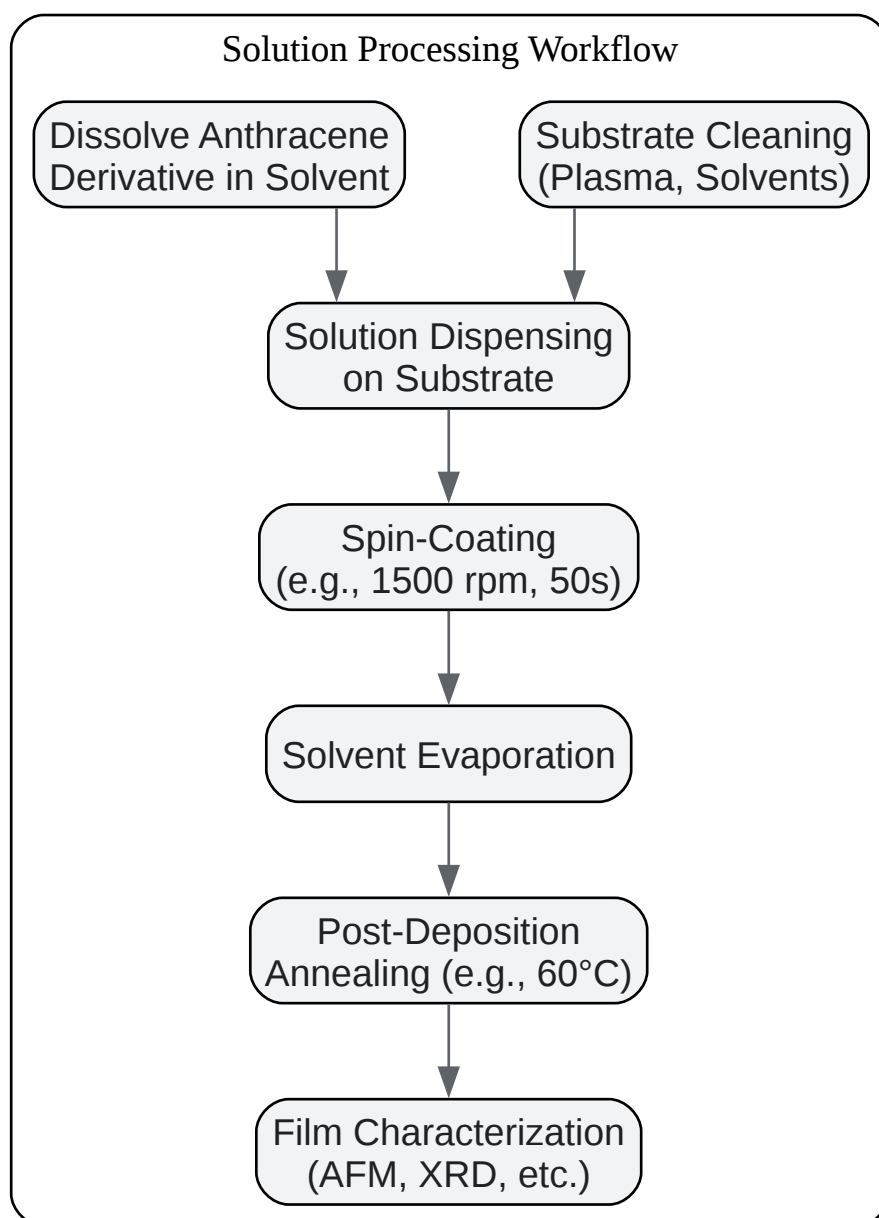 Solution Processing Workflow
Dissolve Anthracene
Derivative in Solvent
Substrate Cleaning
(Plasma, Solvents)
Solution Dispensing
on Substrate
Spin-Coating
(e.g., 1500 rpm, 50s)
Solvent Evaporation
Post-Deposition
Annealing (e.g., 60°C)
Film Characterization
(AFM, XRD, etc.)